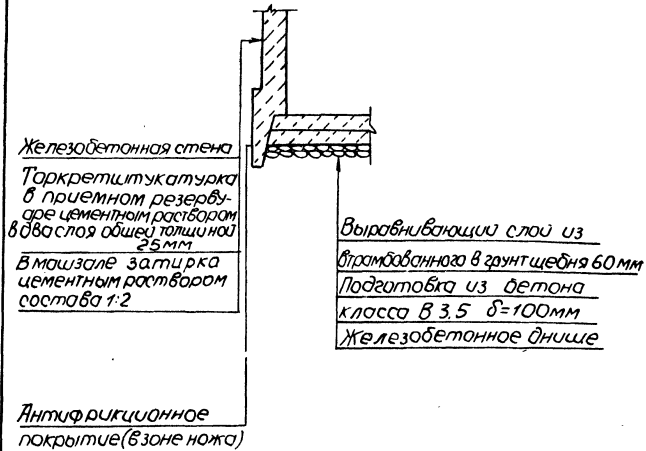 Железобетонная стена
Торкретштукатурка
в приемном резерву-
аре цементным раствором
в два слоя общей толщиной
25мм
В машзале затирка
цементным раствором
состава 1:2
Антифрикционное
покрытие (в зоне ножа)
Выравнивающий слой из
втрамбованного в грунт щебня 60 мм
Подготовка из бетона
класса В 3,5 δ=100мм
Железобетонное днище